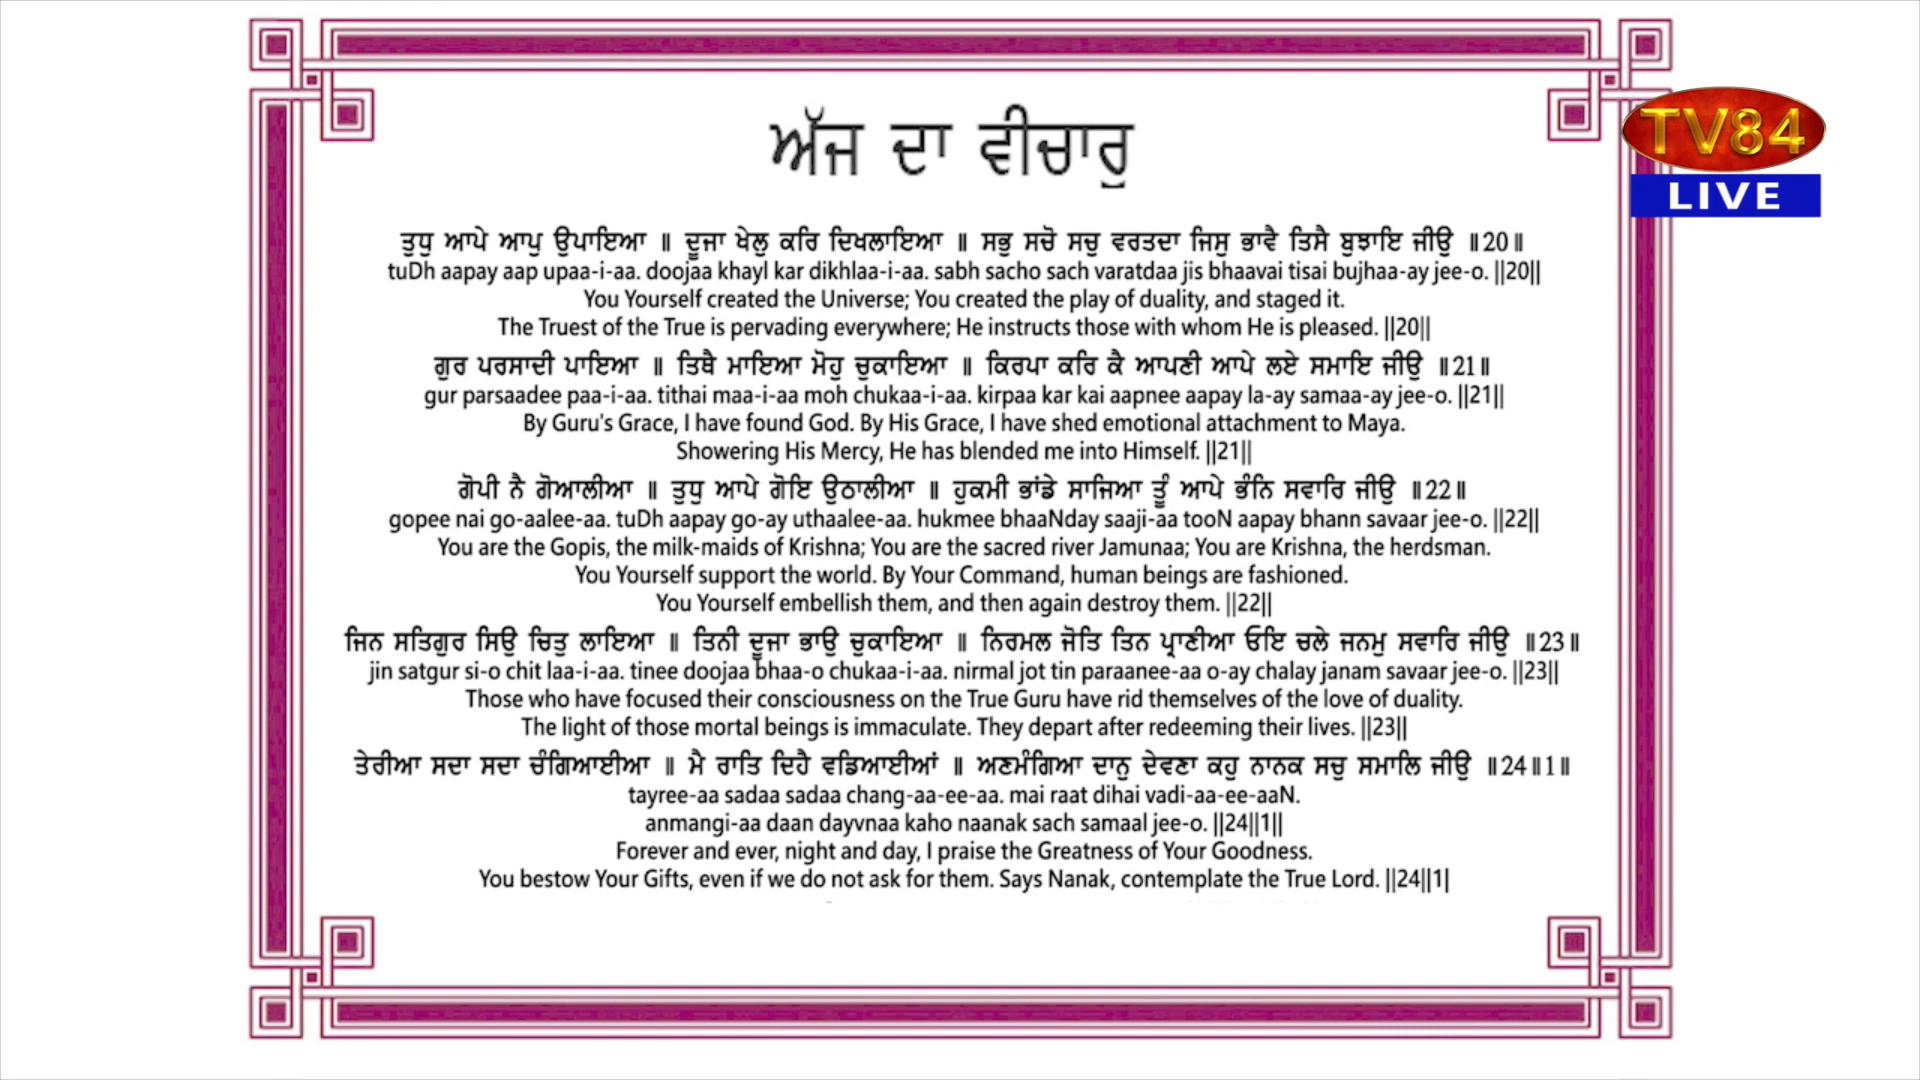 ਅੱਜ ਦਾ ਵੀਚਾਰੁ
TV84
LIVE
ਤੁਧੁ ਆਪੇ ਆਪੁ ਉਪਾਇਆ ॥ ਦੂਜਾ ਖੇਲੁ ਕਰਿ ਦਿਖਲਾਇਆ ॥ ਸਭੁ ਸਚੋ ਸਚੁ ਵਰਤਦਾ ਜਿਸੁ ਭਾਵੈ ਤਿਸੈ ਬੁਝਾਇ ਜੀਉ ॥20॥
tuDh aapay aap upaa-i-aa. doojaa khayl kar dikhlaa-i-aa. sabh sacho sach varatdaa jis bhaavai tisai bujhaa-ay jee-o. ||20||
You Yourself created the Universe; You created the play of duality, and staged it.
The Truest of the True is pervading everywhere; He instructs those with whom He is pleased. ||20||
ਗੁਰ ਪਰਸਾਦੀ ਪਾਇਆ ॥ ਤਿਥੈ ਮਾਇਆ ਮੋਹੁ ਚੁਕਾਇਆ ॥ ਕਿਰਪਾ ਕਰਿ ਕੈ ਆਪਣੀ ਆਪੇ ਲਏ ਸਮਾਇ ਜੀਉ ॥21॥
gur parsaadee paa-i-aa. tithai maa-i-aa moh chukaa-i-aa. kirpaa kar kai aapnee aapay la-ay samaa-ay jee-o. ||21||
By Guru's Grace, I have found God. By His Grace, I have shed emotional attachment to Maya.
Showering His Mercy, He has blended me into Himself. ||21||
ਗੋਪੀ ਨੈ ਗੋਆਲੀਆ ॥ ਤੁਧੁ ਆਪੇ ਗੋਇ ਉਠਾਲੀਆ ॥ ਹੁਕਮੀ ਭਾਂਡੇ ਸਾਜਿਆ ਤੂੰ ਆਪੇ ਭੰਨਿ ਸਵਾਰਿ ਜੀਉ ॥22॥
gopee nai go-aalee-aa. tuDh aapay go-ay uthaalee-aa. hukmee bhaaNday saaji-aa tooN aapay bhann savaar jee-o. ||22||
You are the Gopis, the milk-maids of Krishna; You are the sacred river Jamunaa; You are Krishna, the herdsman.
You Yourself support the world. By Your Command, human beings are fashioned.
You Yourself embellish them, and then again destroy them. ||22||
ਜਿਨ ਸਤਿਗੁਰ ਸਿਉ ਚਿਤੁ ਲਾਇਆ ॥ ਤਿਨੀ ਦੂਜਾ ਭਾਉ ਚੁਕਾਇਆ ॥ ਨਿਰਮਲ ਜੋਤਿ ਤਿਨ ਪ੍ਰਾਣੀਆ ਓਇ ਚਲੇ ਜਨਮੁ ਸਵਾਰਿ ਜੀਉ ॥23॥
jin satgur si-o chit laa-i-aa. tinee doojaa bhaa-o chukaa-i-aa. nirmal jot tin paraanee-aa o-ay chalay janam savaar jee-o. ||23||
Those who have focused their consciousness on the True Guru have rid themselves of the love of duality.
The light of those mortal beings is immaculate. They depart after redeeming their lives. ||23||
ਤੇਰੀਆ ਸਦਾ ਸਦਾ ਚੰਗਿਆਈਆ ॥ ਮੈ ਰਾਤਿ ਦਿਹੈ ਵਡਿਆਈਆਂ ॥ ਅਣਮੰਗਿਆ ਦਾਨੁ ਦੇਵਣਾ ਕਹੁ ਨਾਨਕ ਸਚੁ ਸਮਾਲਿ ਜੀਉ ॥24॥1॥
tayree-aa sadaa sadaa chang-aa-ee-aa. mai raat dihai vadi-aa-ee-aaN.
anmangi-aa daan dayvnaa kaho naanak sach samaal jee-o. ||24||1||
Forever and ever, night and day, I praise the Greatness of Your Goodness.
You bestow Your Gifts, even if we do not ask for them. Says Nanak, contemplate the True Lord. ||24||1|